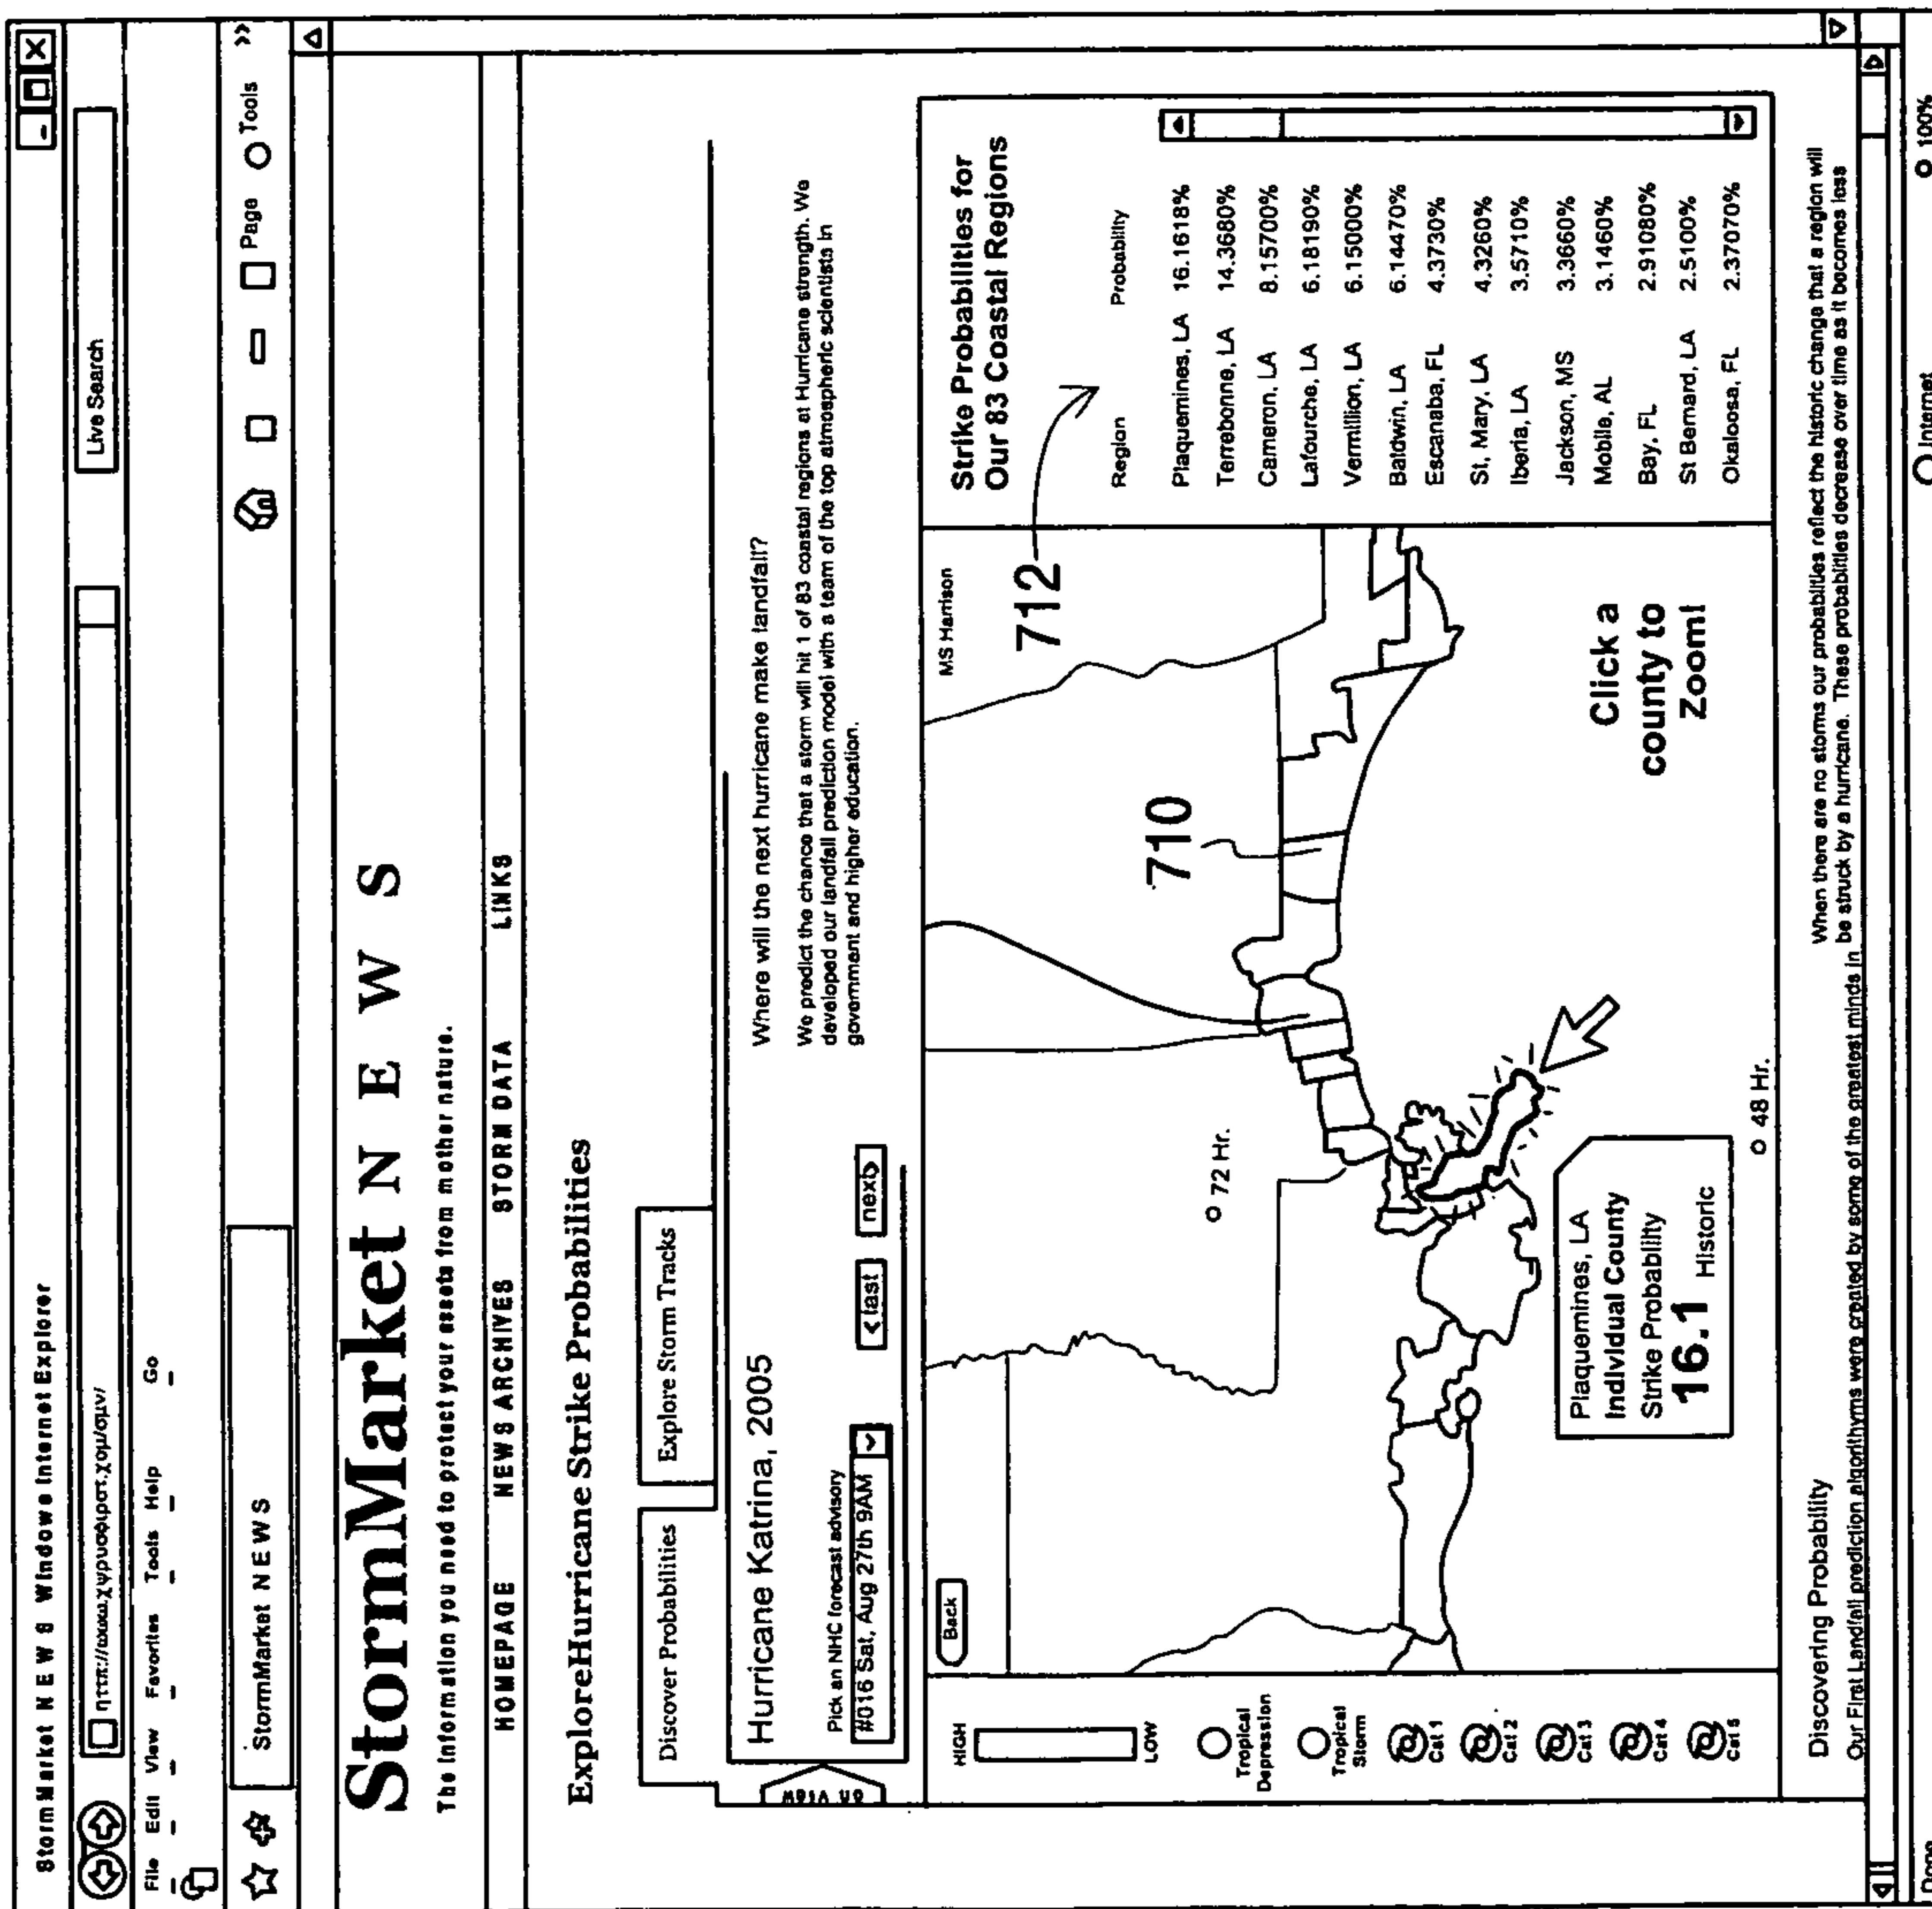 StormMarket N E W S Windows Internet Explorer
ηττπ://ωωω.χψρυσφιρστ.χομ/σμν/
Live Search
File Edit View Favorites Tools Help Go
StormMarket N E W S
Page Tools »
StormMarket N E W S
The information you need to protect your assets from mother nature.
HOMEPAGE NEWS ARCHIVES STORM DATA LINKS
ExploreHurricane Strike Probabilities
Discover Probabilities
Explore Storm Tracks
on view
Hurricane Katrina, 2005
Pick an NHC forecast advisory
#016 Sat, Aug 27th 9AM
< last
next>
Where will the next hurricane make landfall?
We predict the chance that a storm will hit 1 of 83 coastal regions at Hurricane strength. We
developed our landfall prediction model with a team of the top atmospheric scientists in
government and higher education.
HIGH
LOW
Tropical
Depression
Tropical
Storm
Cat 1
Cat 2
Cat 3
Cat 4
Cat 5
Back
MS Harrison
712
710
72 Hr.
48 Hr.
Click a
county to
Zoom!
Plaquemines, LA
Individual County
Strike Probability
16.1 Historic
Strike Probabilities for
Our 83 Coastal Regions
Region Probability
Plaquemines, LA 16.1618%
Terrebonne, LA 14.3680%
Cameron, LA 8.15700%
Lafourche, LA 6.18190%
Vermillion, LA 6.15000%
Baldwin, LA 6.14470%
Escanaba, FL 4.3730%
St, Mary, LA 4.3260%
Iberia, LA 3.5710%
Jackson, MS 3.3660%
Mobile, AL 3.1460%
Bay, FL 2.91080%
St Bernard, LA 2.5100%
Okaloosa, FL 2.37070%
Discovering Probability
Our First Landfall prediction algorithyms were created by some of the greatest minds in
When there are no storms our probabilities reflect the historic change that a region will
be struck by a hurricane. These probablities decrease over time as it becomes less
Done
Internet
100%